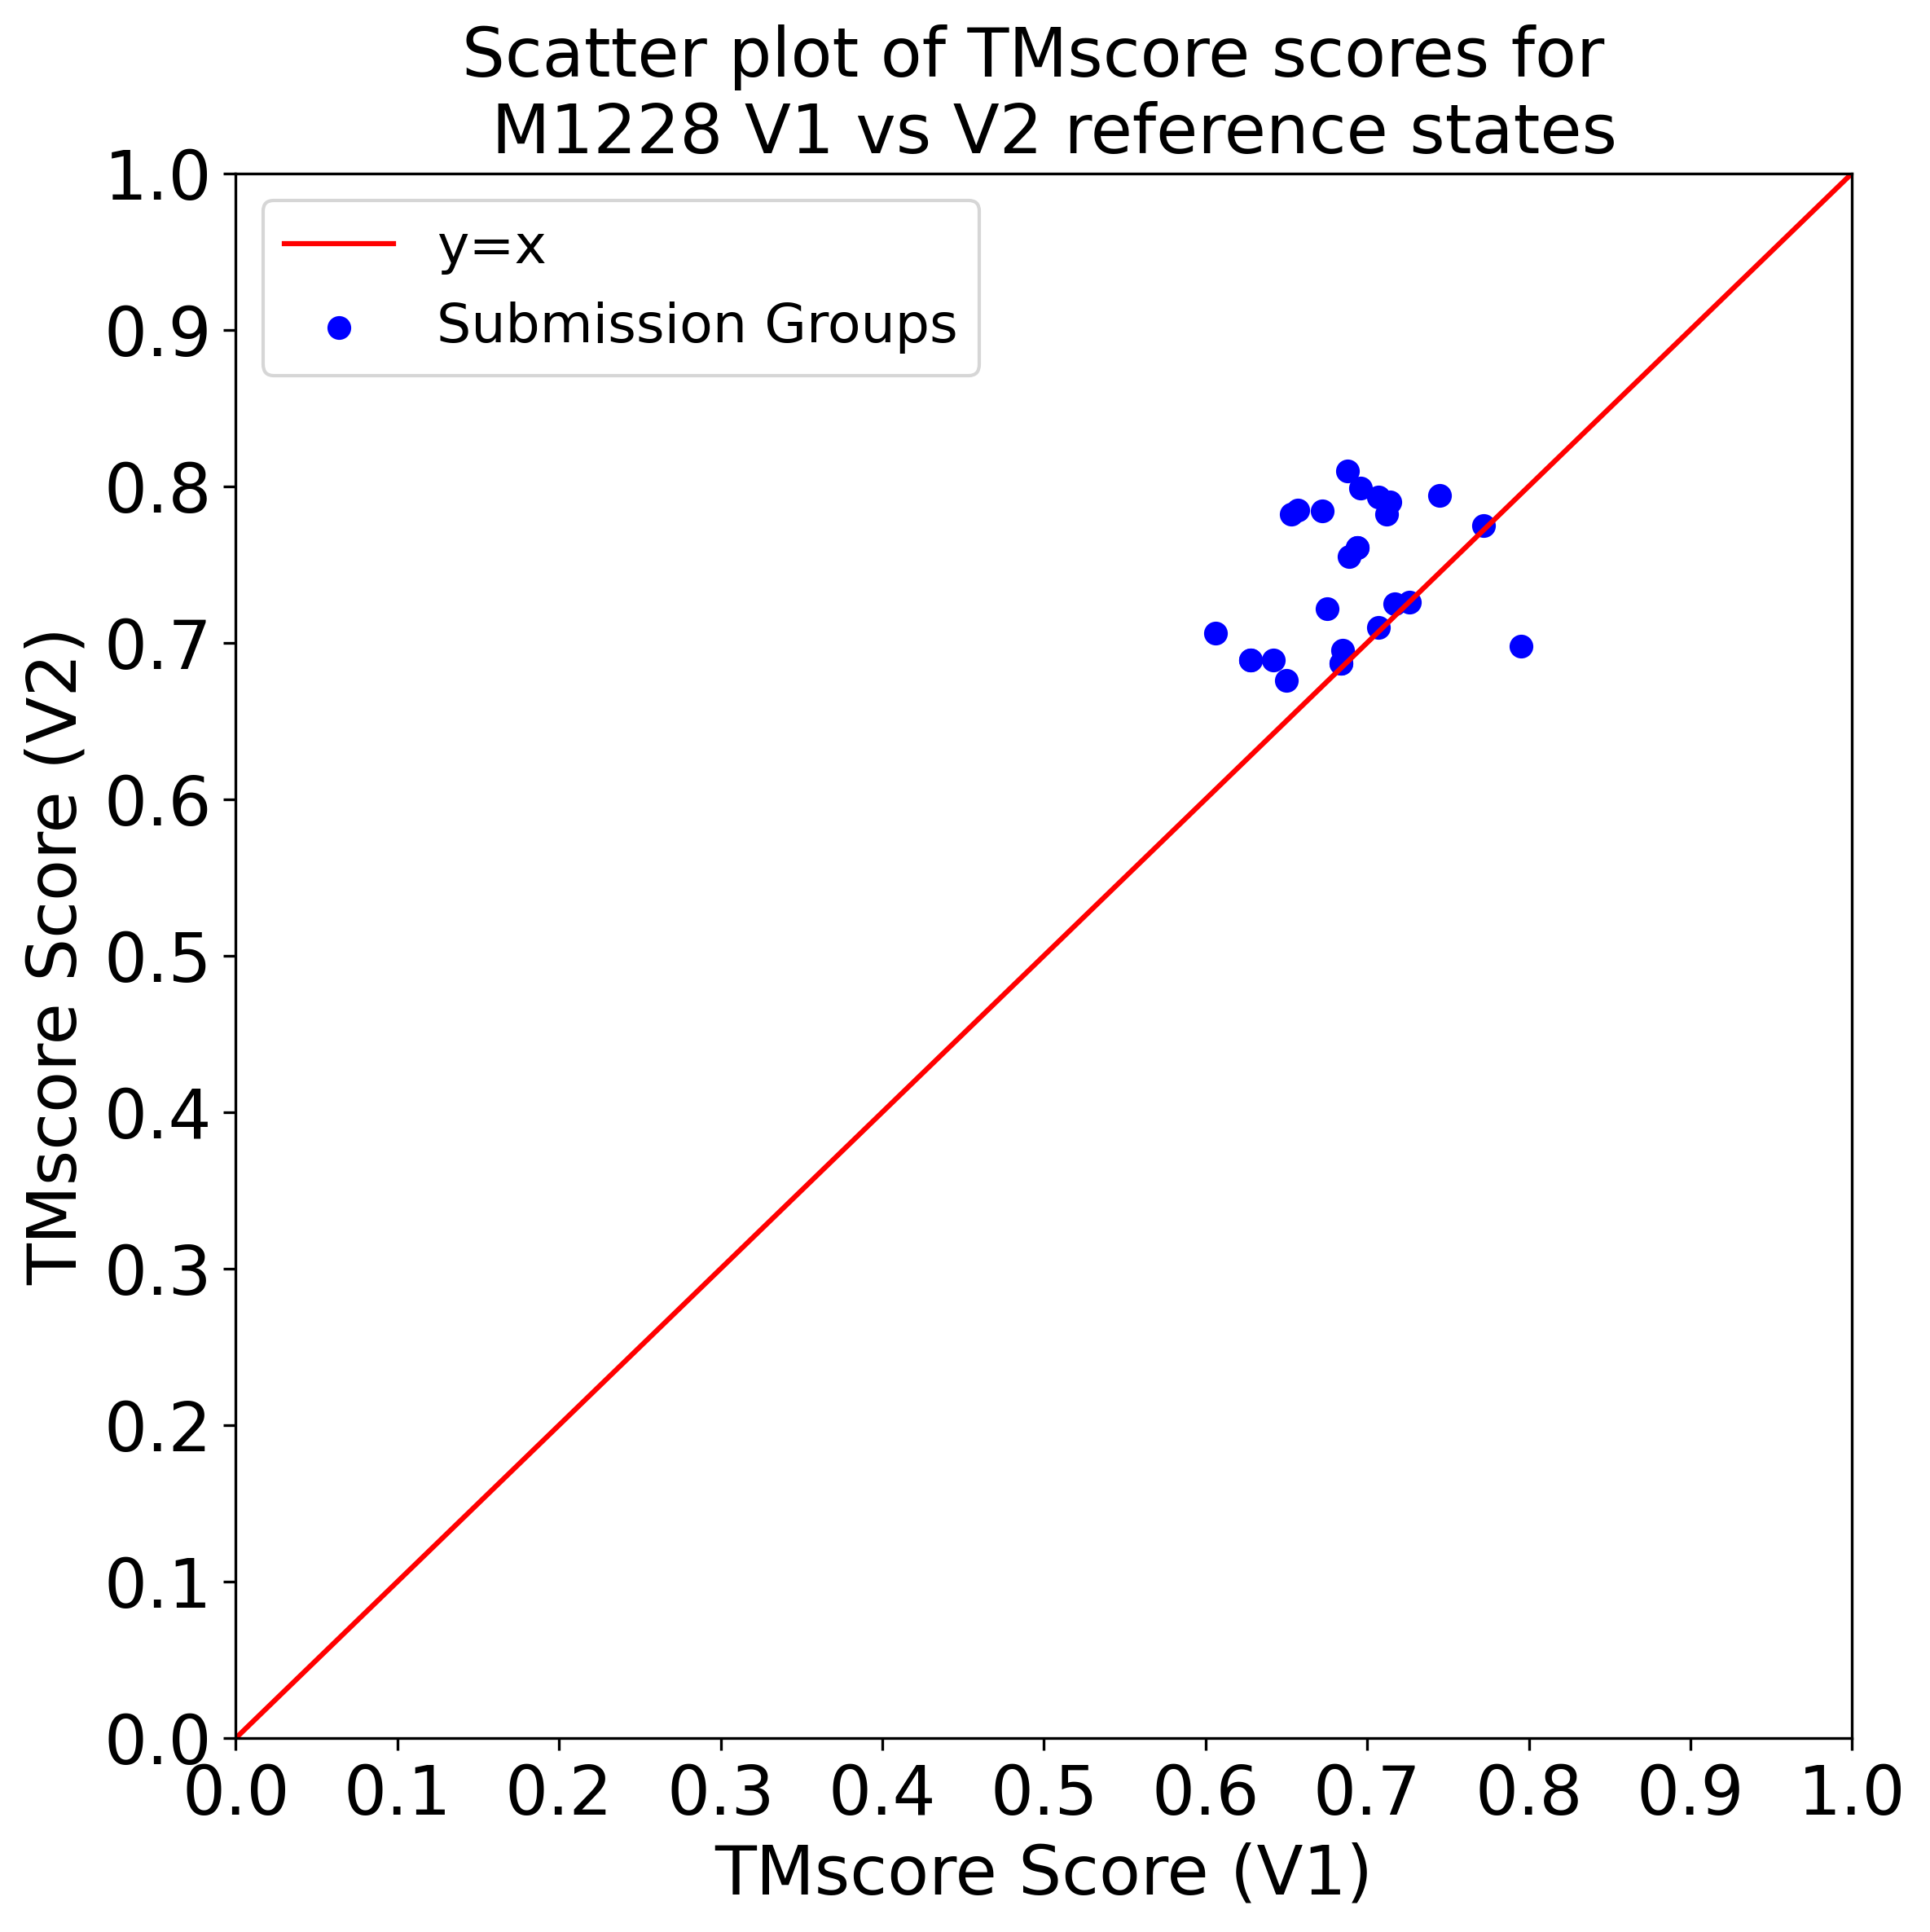 Scatter plot of TMscore scores for
M1228 V1 vs V2 reference states
y=x
Submission Groups
1.0
0.9
0.8
0.7
0.6
0.5
0.4
0.3
0.2
0.1
0.0
TMscore Score (V2)
0.0 0.1 0.2 0.3 0.4 0.5 0.6 0.7 0.8 0.9 1.0
TMscore Score (V1)